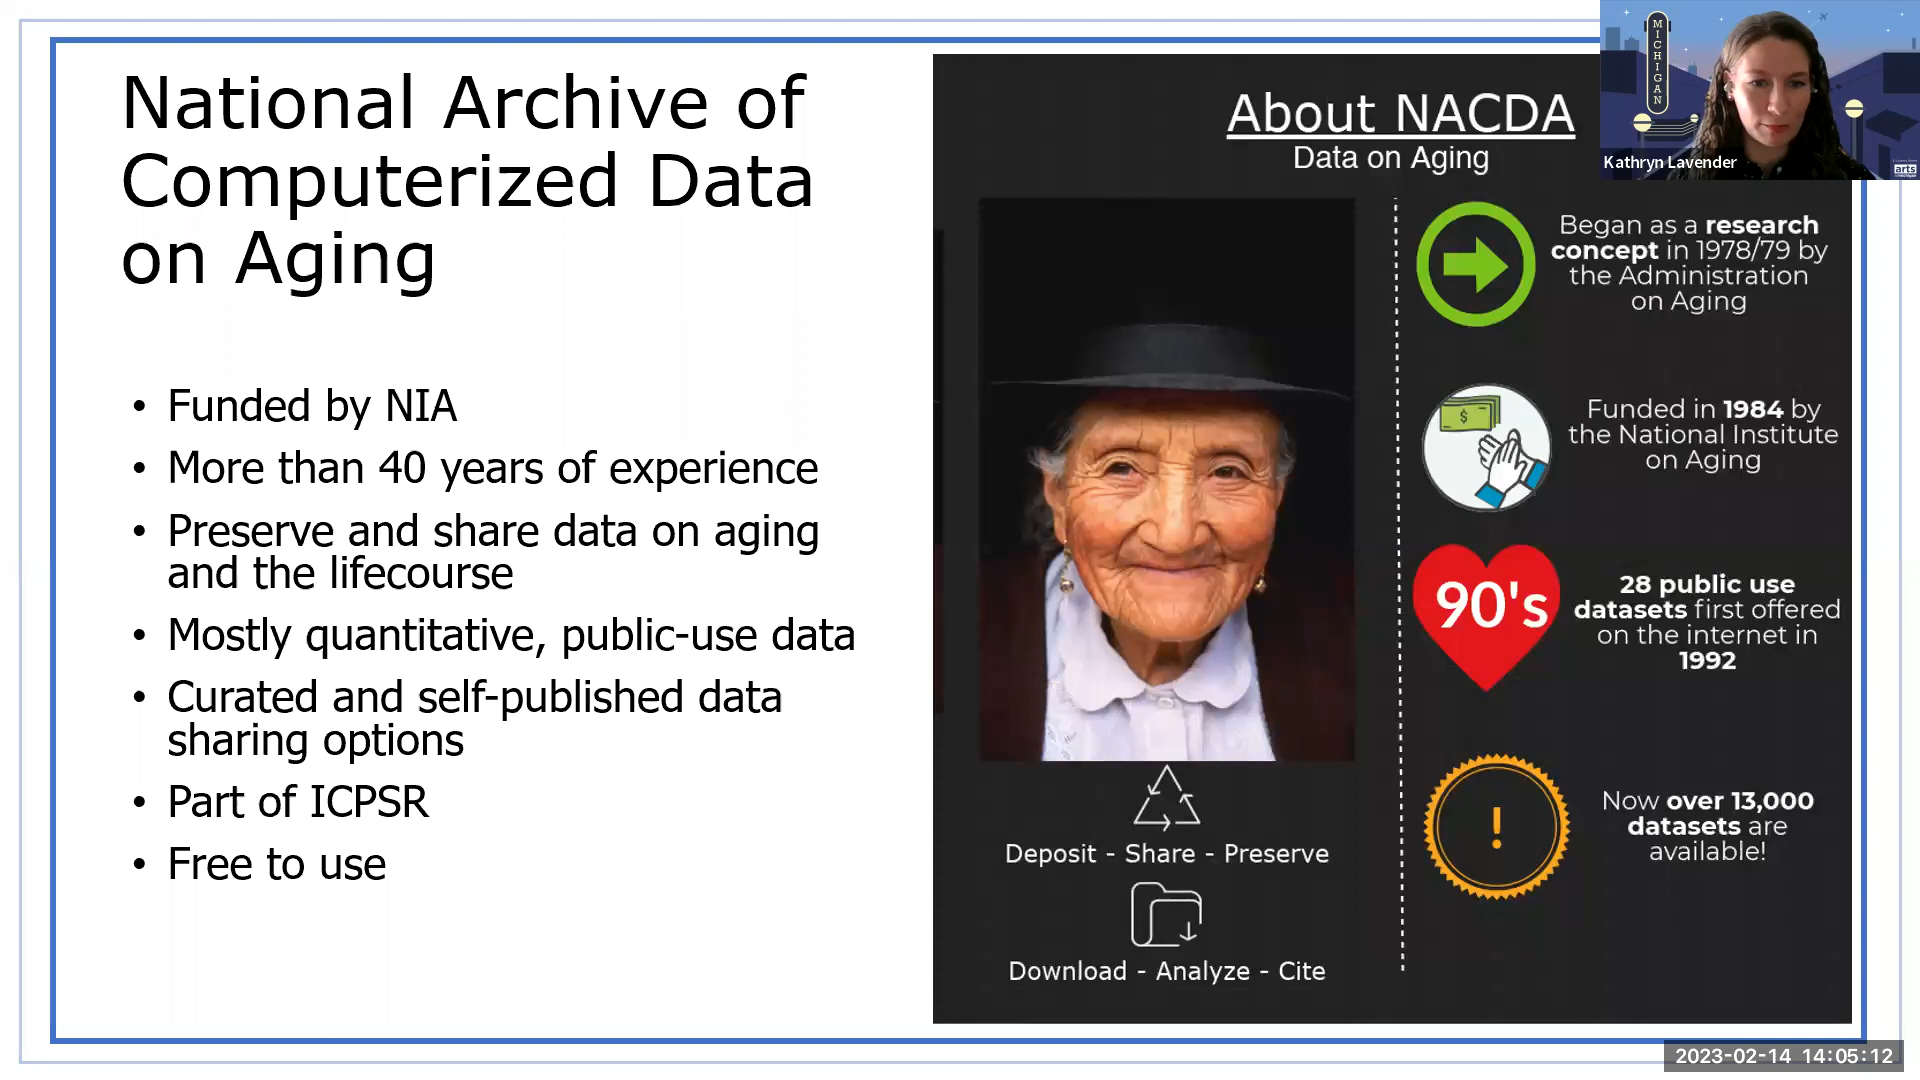 National Archive of
Computerized Data
on Aging
• Funded by NIA
• More than 40 years of experience
• Preserve and share data on aging
and the lifecourse
• Mostly quantitative, public-use data
• Curated and self-published data
sharing options
• Part of ICPSR
• Free to use
About NACDA
Data on Aging
Deposit - Share - Preserve
Download - Analyze - Cite
Began as a research
concept in 1978/79 by
the Administration
on Aging
$
Funded in 1984 by
the National Institute
on Aging
90's
28 public use
datasets first offered
on the internet in
1992
!
Now over 13,000
datasets are
available!
MICHIGAN
Kathryn Lavender
arts
2023-02-14 14:05:12